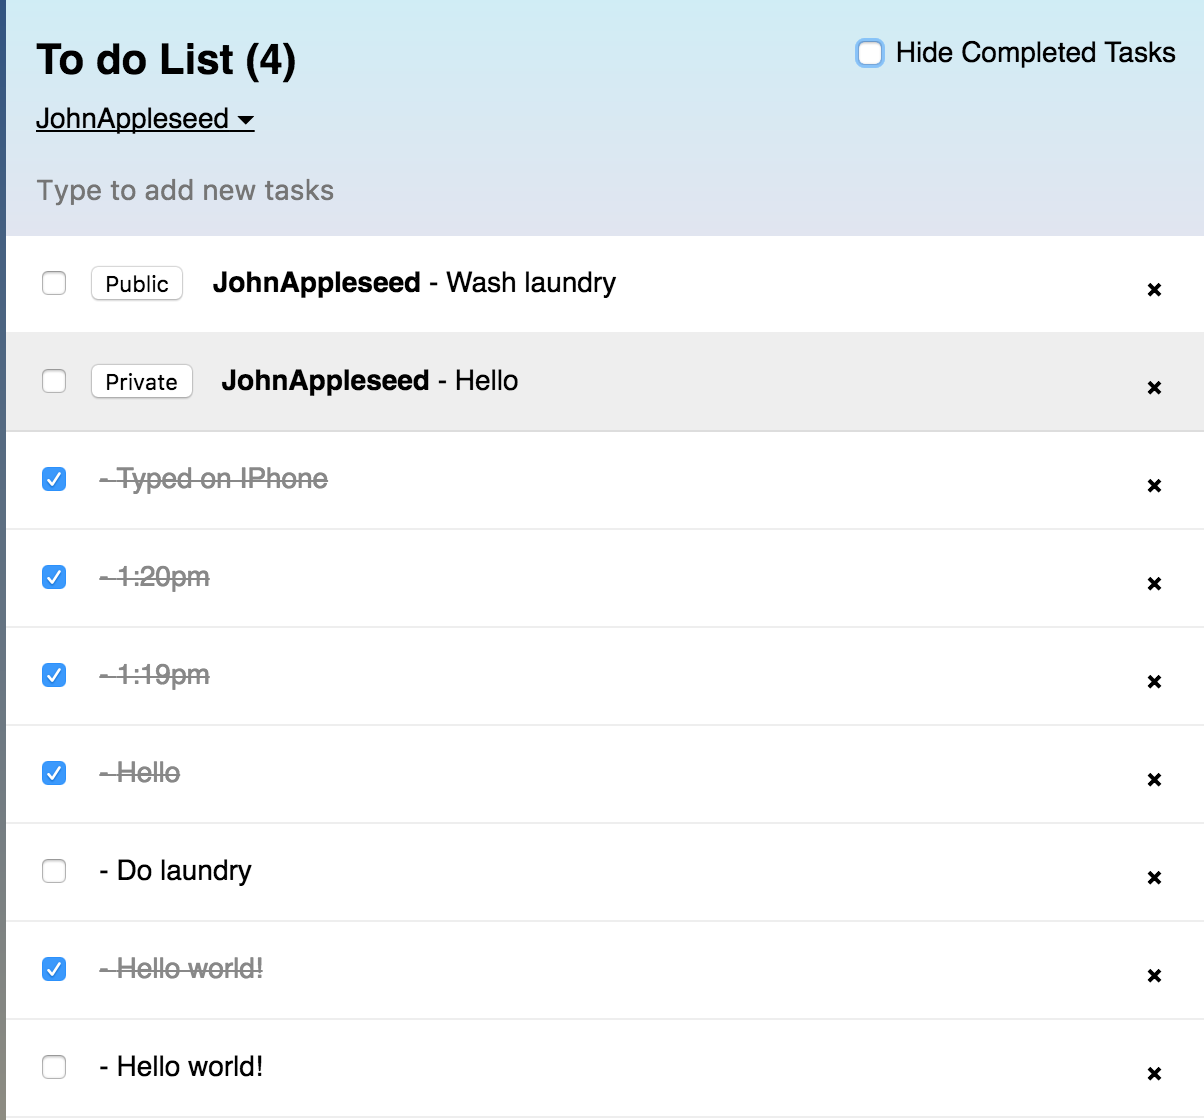 To do List (4)
Hide Completed Tasks
JohnAppleseed
Type to add new tasks
Public JohnAppleseed - Wash laundry
Private JohnAppleseed - Hello
- Typed on IPhone
- 1:20pm
- 1:19pm
- Hello
- Do laundry
- Hello world!
- Hello world!